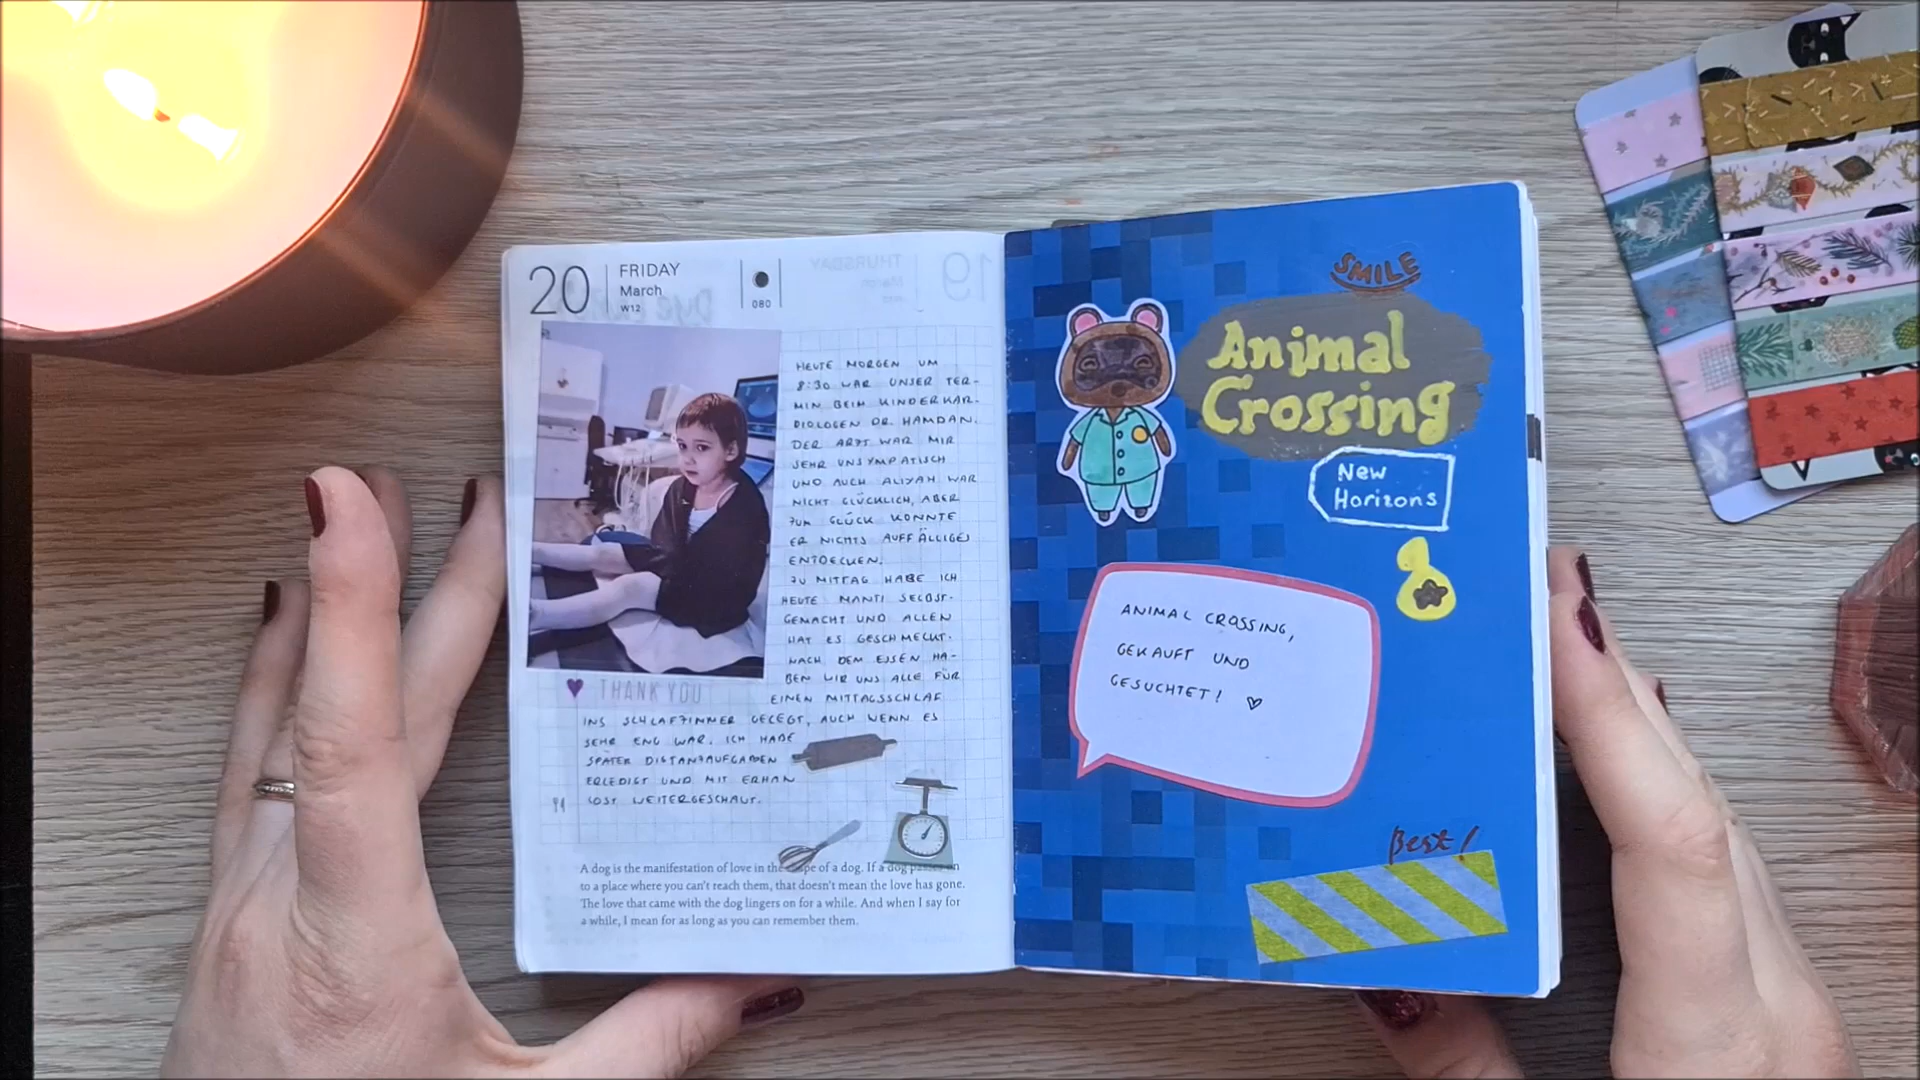 20
FRIDAY
March
W12
080
HEUTE MORGEN UM
8:30 WAR UNSER TER-
MIN BEIM KINDERKAR-
DIOLOGEN DR. HAMDAN.
DER ARZT WAR MIR
SEHR UNSYMPATISCH
UND AUCH ALIYAH WAR
NICHT GLÜCKLICH, ABER
ZUM GLÜCK KONNTE
ER NICHTS AUFFÄLLIGES
ENTDECKEN.
ZU MITTAG HABE ICH
HEUTE MANTI SELBST-
GEMACHT UND ALLEN
HAT ES GESCHMECKT.
NACH DEM ESSEN HA-
BEN WIR UNS ALLE FÜR
EINEN MITTAGSSCHLAF
THANK YOU
INS SCHLAFZIMMER GELEGT, AUCH WENN ES
SEHR ENG WAR. ICH HABE
SPÄTER DISTANZAUFGABEN
ERLEDIGT UND MIT ERHAN
LOST WEITERGESCHAUT.
A dog is the manifestation of love in the shape of a dog. If a dog passes on
to a place where you can't reach them, that doesn't mean the love has gone.
The love that came with the dog lingers on for a while. And when I say for
a while, I mean for as long as you can remember them.
SMILE
Animal
Crossing
New
Horizons
ANIMAL CROSSING,
GEKAUFT UND
GESUCHTET!
Best!